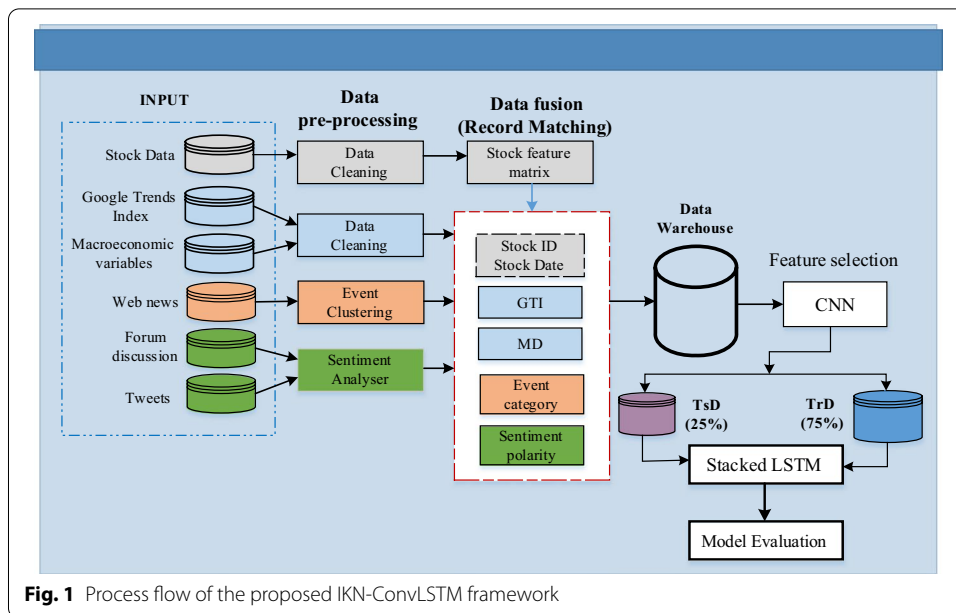 INPUT
Data
pre-processing
Data fusion
(Record Matching)
Stock Data
Data
Cleaning
Stock feature
matrix
Google Trends
Index
Macroeconomic
variables
Data
Cleaning
Web news
Event
Clustering
Forum
discussion
Tweets
Sentiment
Analyser
Stock ID
Stock Date
GTI
MD
Event
category
Sentiment
polarity
Data
Warehouse
Feature selection
CNN
TsD
(25%)
TrD
(75%)
Stacked LSTM
Model Evaluation
Fig. 1 Process flow of the proposed IKN-ConvLSTM framework